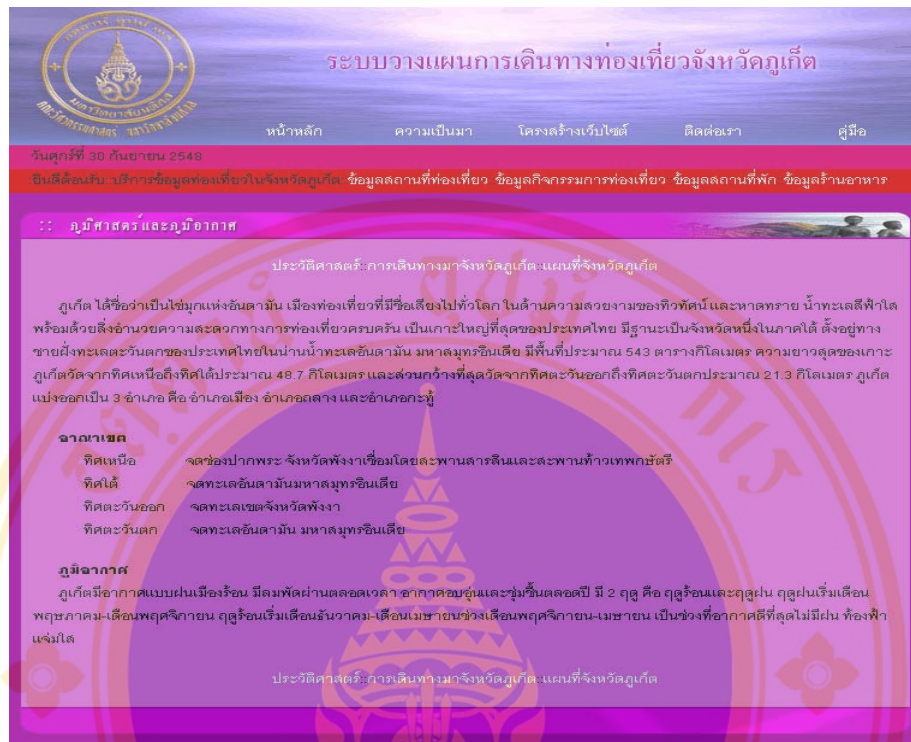 ระบบวางแผนการเดินทางท่องเที่ยวจังหวัดภูเก็ต
หน้าหลัก ความเป็นมา โครงสร้างเว็บไซต์ ติดต่อเรา คู่มือ
วันศุกร์ที่ 30 กันยายน 2548
ยินดีต้อนรับ: บริการข้อมูลท่องเที่ยวในจังหวัดภูเก็ต ข้อมูลสถานที่ท่องเที่ยว ข้อมูลกิจกรรมการท่องเที่ยว ข้อมูลสถานที่พัก ข้อมูลร้านอาหาร
:: ภูมิศาสตร์และภูมิอากาศ
ประวัติศาสตร์::การเดินทางมาจังหวัดภูเก็ต::แผนที่จังหวัดภูเก็ต
ภูเก็ต ได้ชื่อว่าเป็นไข่มุกแห่งอันดามัน เมืองท่องเที่ยวที่มีชื่อเสียงไปทั่วโลก ในด้านความสวยงามของทิวทัศน์ และหาดทราย น้ำทะเลสีฟ้าใส
พร้อมด้วยสิ่งอำนวยความสะดวกทางการท่องเที่ยวครบครัน เป็นเกาะใหญ่ที่สุดของประเทศไทย มีฐานะเป็นจังหวัดหนึ่งในภาคใต้ ตั้งอยู่ทาง
ชายฝั่งทะเลตะวันตกของประเทศไทยในน่านน้ำทะเลอันดามัน มหาสมุทรอินเดีย มีพื้นที่ประมาณ 543 ตารางกิโลเมตร ความยาวสุดของเกาะ
ภูเก็ตวัดจากทิศเหนือถึงทิศใต้ประมาณ 48.7 กิโลเมตร และส่วนกว้างที่สุดวัดจากทิศตะวันออกถึงทิศตะวันตกประมาณ 21.3 กิโลเมตร ภูเก็ต
แบ่งออกเป็น 3 อำเภอ คือ อำเภอเมือง อำเภอถลาง และอำเภอกะทู้
อาณาเขต
ทิศเหนือ จดช่องปากพระ จังหวัดพังงาเชื่อมโดยสะพานสารสินและสะพานท้าวเทพกษัตรี
ทิศใต้ จดทะเลอันดามันมหาสมุทรอินเดีย
ทิศตะวันออก จดทะเลเขตจังหวัดพังงา
ทิศตะวันตก จดทะเลอันดามัน มหาสมุทรอินเดีย
ภูมิอากาศ
ภูเก็ตมีอากาศแบบฝนเมืองร้อน มีลมพัดผ่านตลอดเวลา อากาศอบอุ่นและชุ่มชื้นตลอดปี มี 2 ฤดู คือ ฤดูร้อนและฤดูฝน ฤดูฝนเริ่มเดือน
พฤษภาคม-เดือนพฤศจิกายน ฤดูร้อนเริ่มเดือนธันวาคม-เดือนเมษายนช่วงเดือนพฤศจิกายน-เมษายน เป็นช่วงที่อากาศดีที่สุดไม่มีฝน ท้องฟ้า
แจ่มใส
ประวัติศาสตร์::การเดินทางมาจังหวัดภูเก็ต::แผนที่จังหวัดภูเก็ต